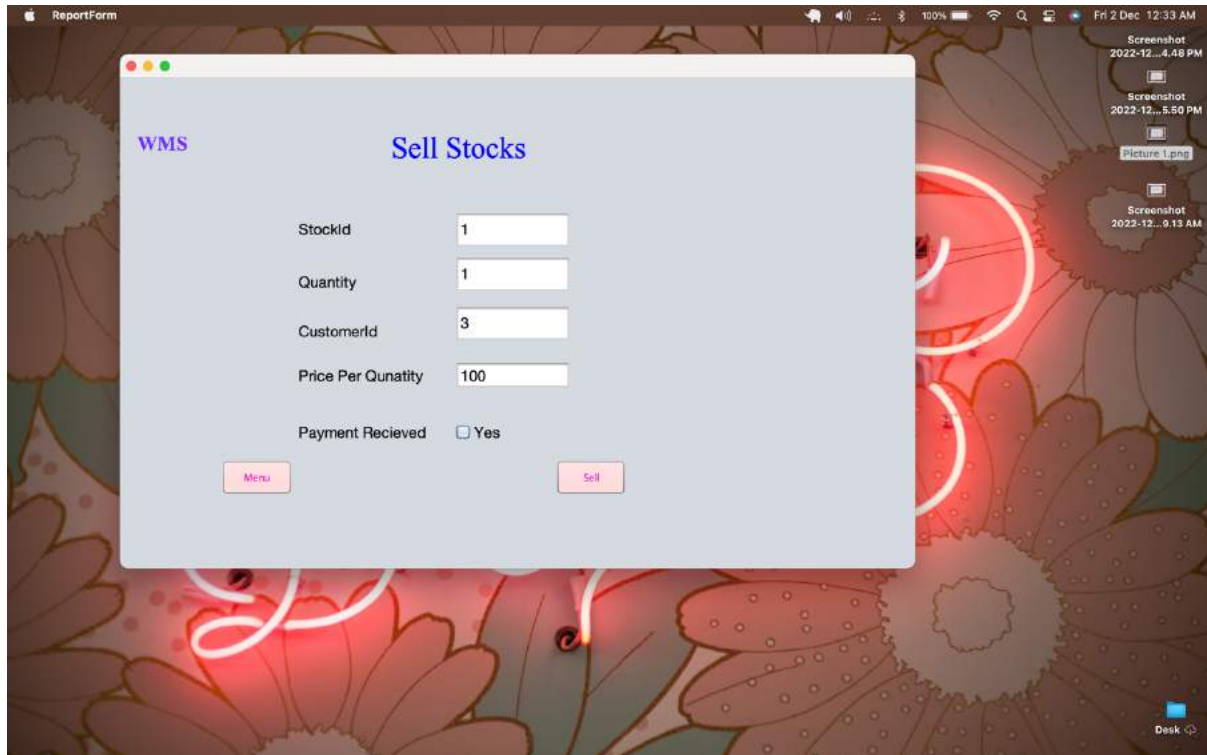 ReportForm
100%
Fri 2 Dec 12:33 AM
Screenshot
2022-12...4.48 PM
Screenshot
2022-12...5.50 PM
Picture 1.png
Screenshot
2022-12...9.13 AM
WMS
Sell Stocks
StockId 1
Quantity 1
CustomerId 3
Price Per Qunatity 100
Payment Recieved Yes
Menu Sell
Desk